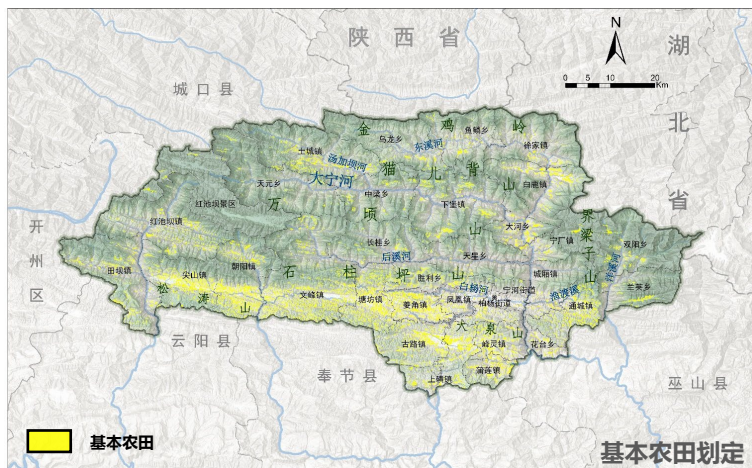 陕西省
湖北省
N
0 5 10 20
Km
城口县
金鸡岭
鱼鳞乡
乌龙乡
东溪河
徐家镇
土城镇
汤加坝河
猫儿背山
天元乡
大宁河
白鹿镇
中梁乡
红池坝景区
万顷山
下堡镇
界梁子山
红池坝镇
大河乡
开州区
长桂乡
宁厂镇
双阳乡
后溪河
天星乡
田坝镇
尖山镇
朝阳镇
石柱坪山
胜利乡
城厢镇
兰英乡
白杨河
宁河街道
松涛山
文峰镇
塘坊镇
菱角镇
凤凰镇
柏杨街道
通城镇
大泉山
云阳县
古路镇
峰灵镇
花台乡
奉节县
上磺镇
蒲莲镇
巫山县
基本农田
基本农田划定